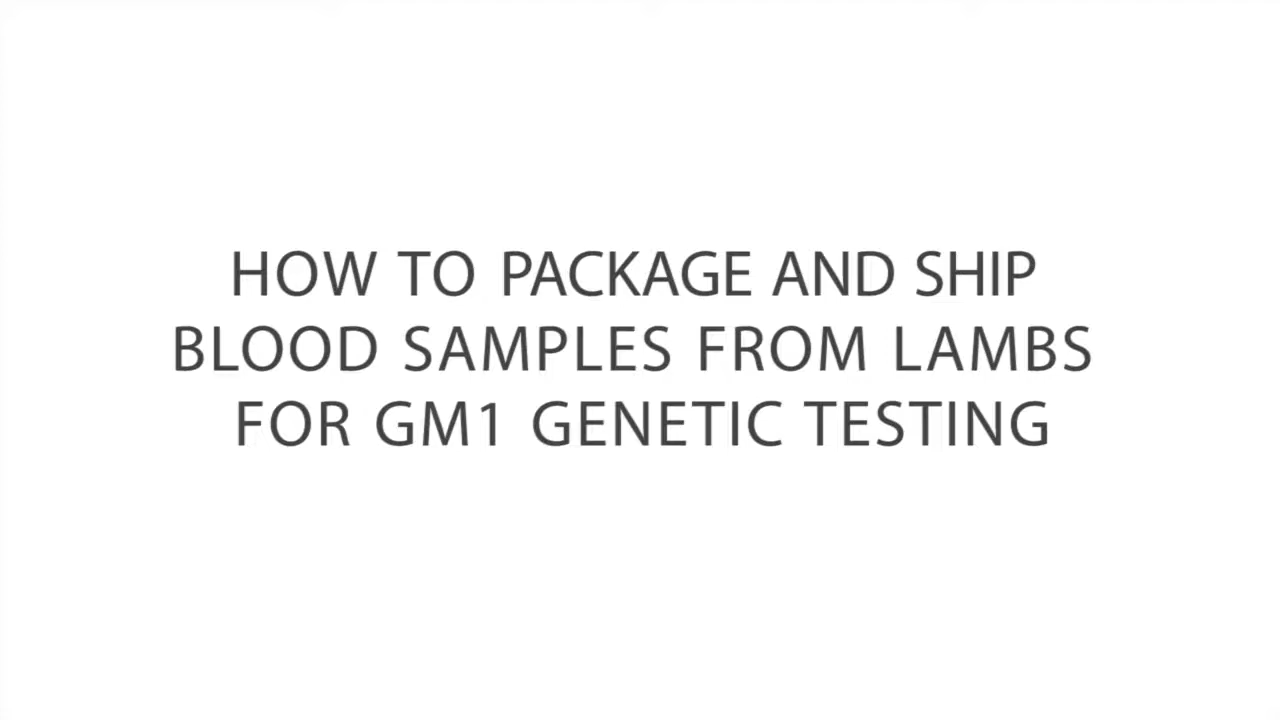 HOW TO PACKAGE AND SHIP
BLOOD SAMPLES FROM LAMBS
FOR GM1 GENETIC TESTING